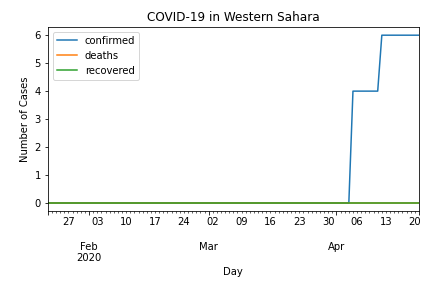 COVID-19 in Western Sahara
confirmed
deaths
recovered
Number of Cases
6
5
4
3
2
1
0
27 03 10 17 24 02 09 16 23 30 06 13 20
Feb Mar Apr
2020
Day